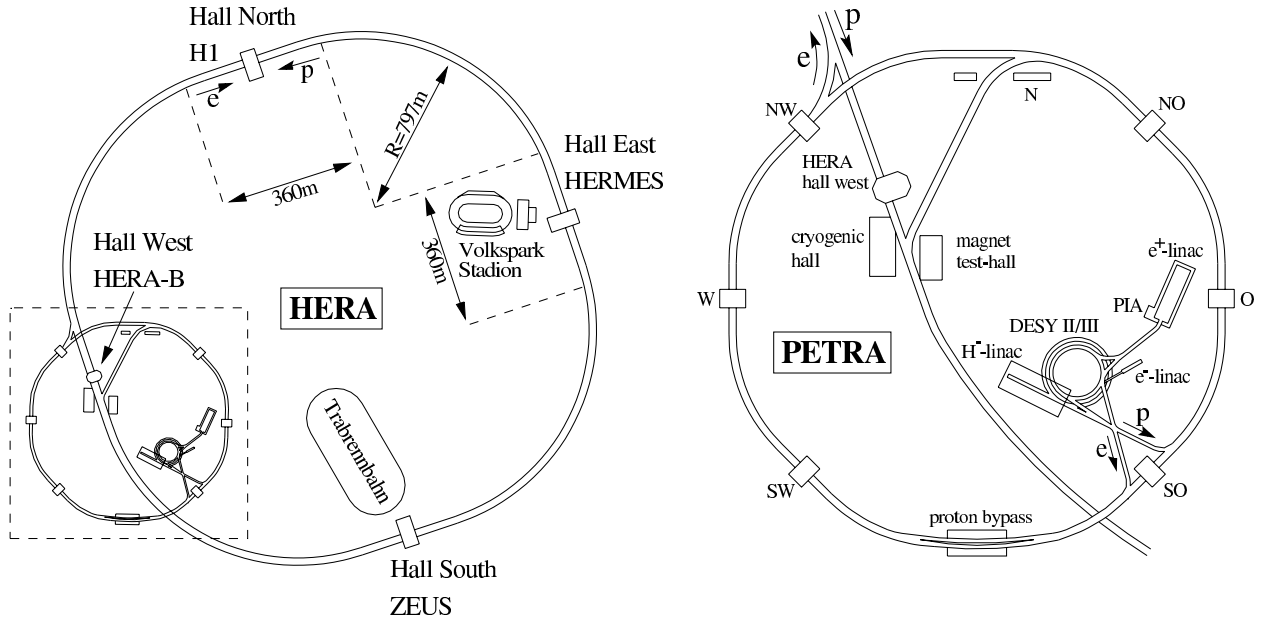 Hall North
H1
p
e
R=797m
360m
Hall East
HERMES
360m
Volkspark
Stadion
Hall West
HERA-B
HERA
Trabrennbahn
Hall South
ZEUS
p
e
N
NW
NO
HERA
hall west
cryogenic
hall
magnet
test-hall
e+-linac
W
O
PIA
DESY II/III
PETRA
H--linac
e--linac
p
e
SW
SO
proton bypass